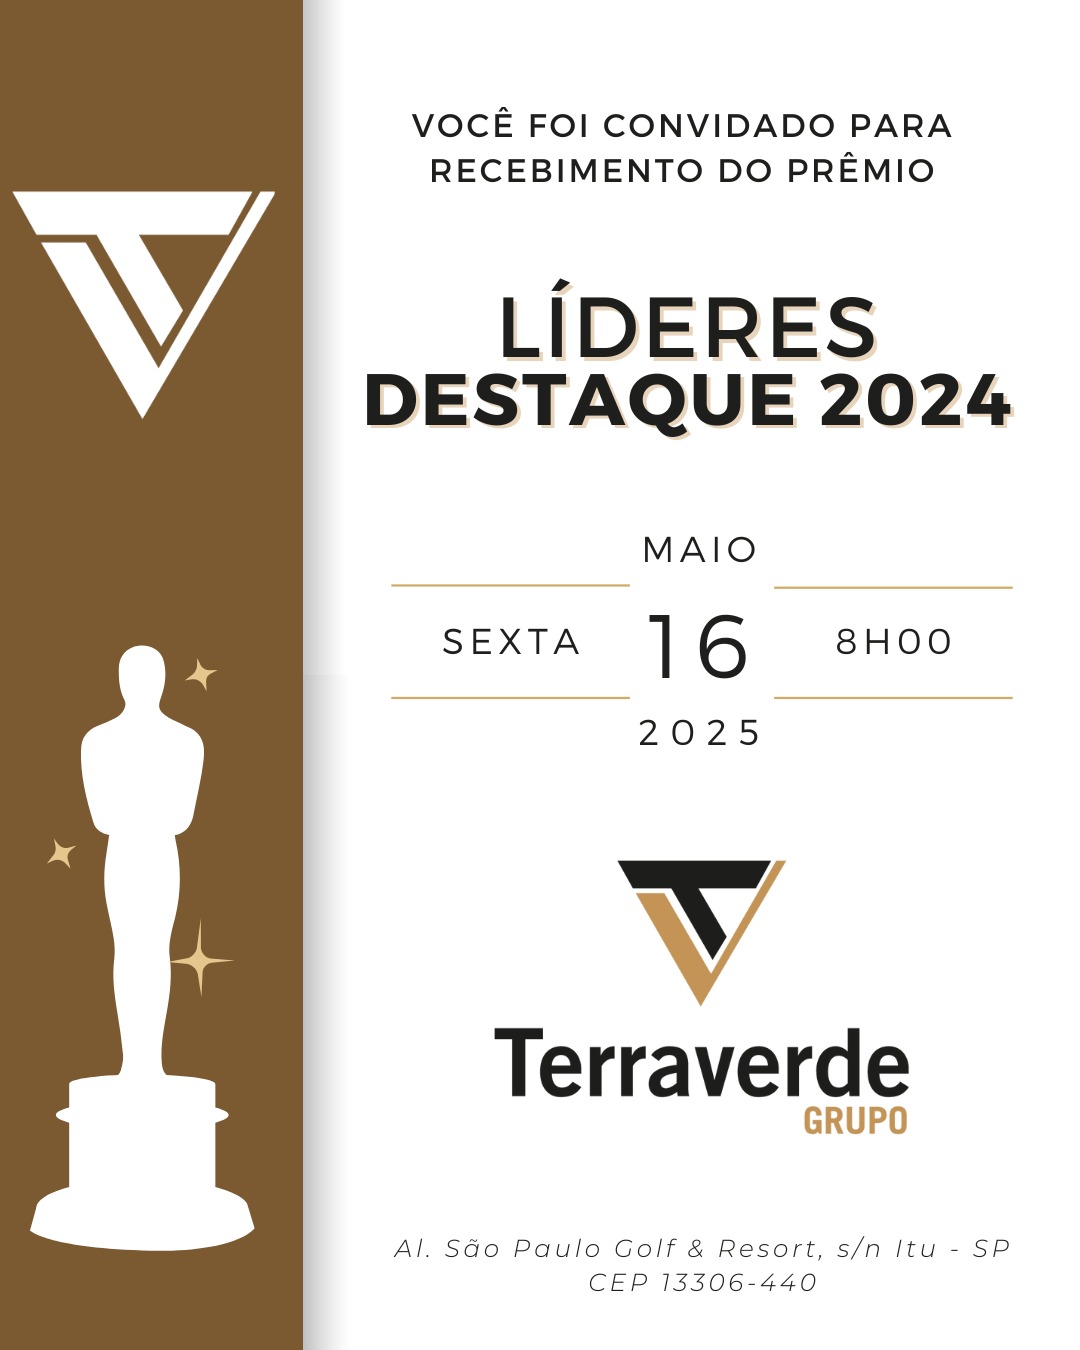 VOCÊ FOI CONVIDADO PARA
RECEBIMENTO DO PRÊMIO
LÍDERES
DESTAQUE 2024
MAIO
SEXTA 16 8H00
2025
Terraverde
GRUPO
Al. São Paulo Golf & Resort, s/n Itu - SP
CEP 13306-440